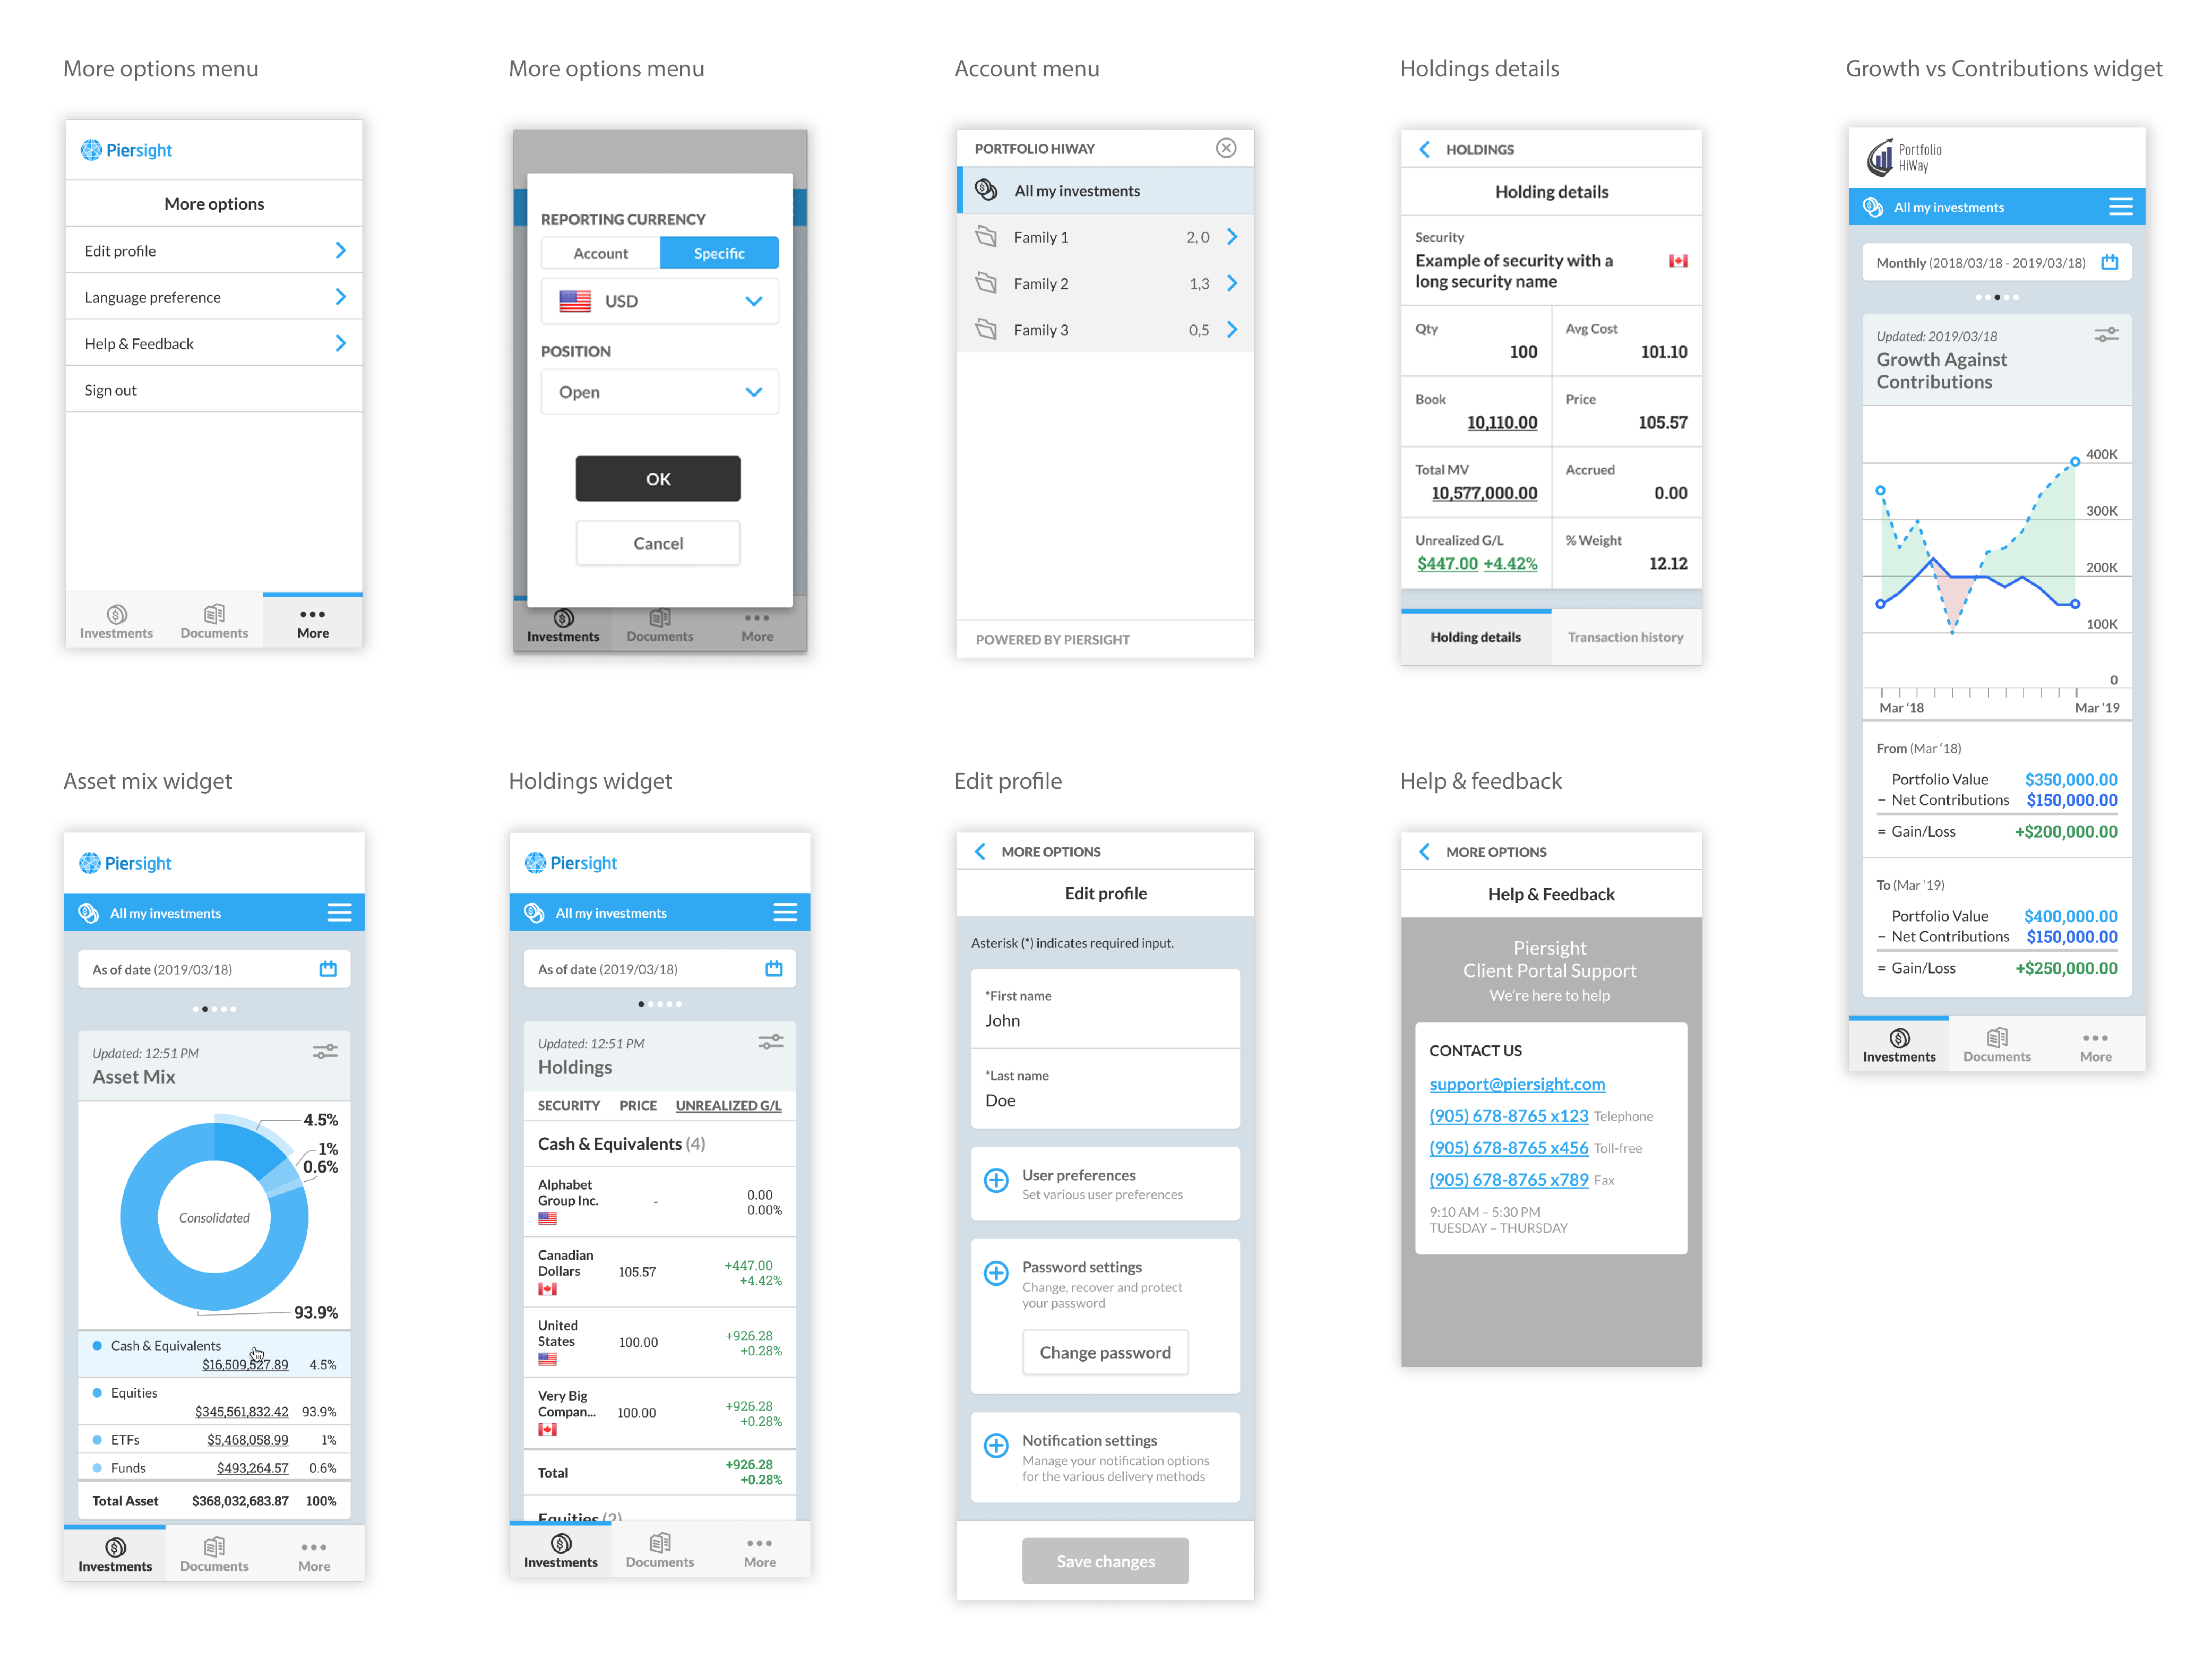 More options menu
Piersight
More options
Edit profile
Language preference
Help & Feedback
Sign out
Investments Documents More
More options menu
REPORTING CURRENCY
Account Specific
USD
POSITION
Open
OK
Cancel
Investments Documents More
Account menu
PORTFOLIO HIWAY
All my investments
Family 1 2, 0
Family 2 1,3
Family 3 0,5
POWERED BY PIERSIGHT
Holdings details
HOLDINGS
Holding details
Security
Example of security with a
long security name
Qty Avg Cost
100 101.10
Book Price
10,110.00 105.57
Total MV Accrued
10,577,000.00 0.00
Unrealized G/L % Weight
$447.00 +4.42% 12.12
Holding details Transaction history
Growth vs Contributions widget
Portfolio
HiWay
All my investments
Monthly (2018/03/18 - 2019/03/18)
Updated: 2019/03/18
Growth Against
Contributions
400K
300K
200K
100K
0
Mar ‘18 Mar ‘19
From (Mar ‘18)
Portfolio Value $350,000.00
– Net Contributions $150,000.00
= Gain/Loss +$200,000.00
To (Mar ‘19)
Portfolio Value $400,000.00
– Net Contributions $150,000.00
= Gain/Loss +$250,000.00
Investments Documents More
Asset mix widget
Piersight
All my investments
As of date (2019/03/18)
Updated: 12:51 PM
Asset Mix
4.5%
1%
0.6%
Consolidated
93.9%
Cash & Equivalents
$16,509,527.89 4.5%
Equities
$345,561,832.42 93.9%
ETFs $5,468,058.99 1%
Funds $493,264.57 0.6%
Total Asset $368,032,683.87 100%
Investments Documents More
Holdings widget
Piersight
All my investments
As of date (2019/03/18)
Updated: 12:51 PM
Holdings
SECURITY PRICE UNREALIZED G/L
Cash & Equivalents (4)
Alphabet
Group Inc. - 0.00
0.00%
Canadian
Dollars 105.57 +447.00
+4.42%
United
States 100.00 +926.28
+0.28%
Very Big
Compan... 100.00 +926.28
+0.28%
Total +926.28
+0.28%
Equities (2)
Investments Documents More
Edit profile
MORE OPTIONS
Edit profile
Asterisk (*) indicates required input.
*First name
John
*Last name
Doe
User preferences
Set various user preferences
Password settings
Change, recover and protect
your password
Change password
Notification settings
Manage your notification options
for the various delivery methods
Save changes
Help & feedback
MORE OPTIONS
Help & Feedback
Piersight
Client Portal Support
We’re here to help
CONTACT US
support@piersight.com
(905) 678-8765 x123 Telephone
(905) 678-8765 x456 Toll-free
(905) 678-8765 x789 Fax
9:10 AM – 5:30 PM
TUESDAY – THURSDAY